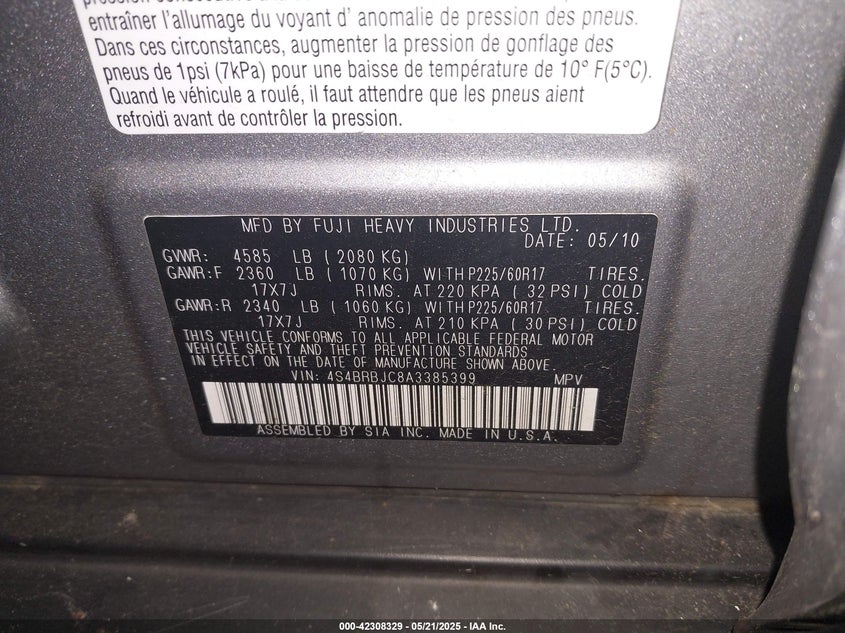 entraîner l'allumage du voyant d' anomalie de pression des pneus.
Dans ces circonstances, augmenter la pression de gonflage des
pneus de 1psi (7kPa) pour une baisse de température de 10° F(5°C).
Quand le véhicule a roulé, il faut attendre que les pneus aient
refroidi avant de contrôler la pression.
MFD BY FUJI HEAVY INDUSTRIES LTD.
DATE: 05/10
GVWR: 4585 LB ( 2080 KG)
GAWR:F 2360 LB ( 1070 KG) WITH P225/60R17 TIRES.
17X7J RIMS. AT 220 KPA ( 32 PSI) COLD
GAWR:R 2340 LB ( 1060 KG) WITH P225/60R17 TIRES.
17X7J RIMS. AT 210 KPA ( 30 PSI) COLD
THIS VEHICLE CONFORMS TO ALL APPLICABLE FEDERAL MOTOR
VEHICLE SAFETY AND THEFT PREVENTION STANDARDS
IN EFFECT ON THE DATE OF MANUFACTURE SHOWN ABOVE.
VIN: 4S4BRBJC8A3385399 MPV
ASSEMBLED BY SIA INC. MADE IN U.S.A.
000-42308329 - 05/21/2025 - IAA Inc.